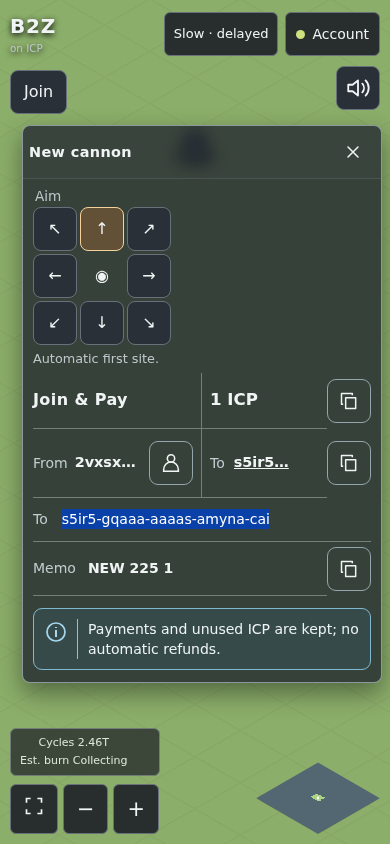 B2Z
on ICP
Slow · delayed
Account
Join
New cannon
Aim
↖ ↑ ↗
← ◉ →
↙ ↓ ↘
Automatic first site.
Join & Pay
1 ICP
From 2vxsx…
To s5ir5…
To s5ir5-gqaaa-aaaas-amyna-cai
Memo NEW 225 1
Payments and unused ICP are kept; no
automatic refunds.
Cycles 2.46T
Est. burn Collecting
− +